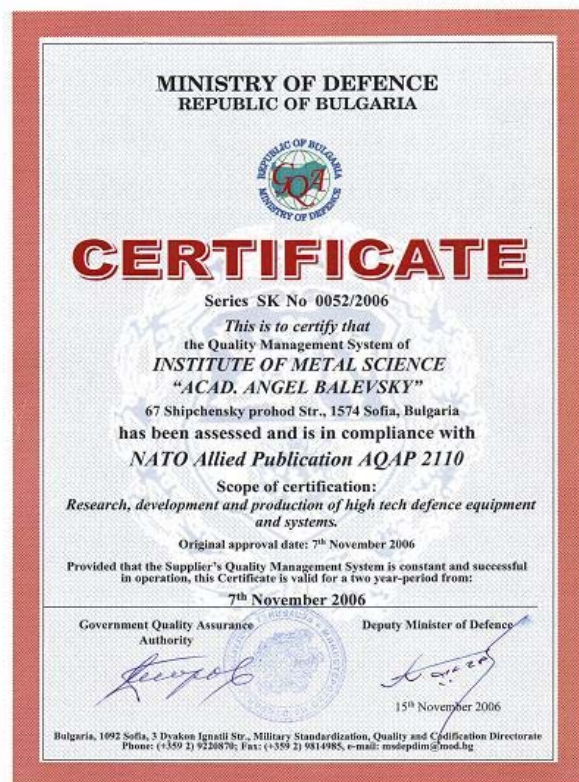 MINISTRY OF DEFENCE
REPUBLIC OF BULGARIA
REPUBLIC OF BULGARIA
GQA
MINISTRY OF DEFENCE
CERTIFICATE
Series SK No 0052/2006
This is to certify that
the Quality Management System of
INSTITUTE OF METAL SCIENCE
“ACAD. ANGEL BALEVSKY”
67 Shipchensky prohod Str., 1574 Sofia, Bulgaria
has been assessed and is in compliance with
NATO Allied Publication AQAP 2110
Scope of certification:
Research, development and production of high tech defence equipment
and systems.
Original approval date: 7th November 2006
Provided that the Supplier’s Quality Management System is constant and successful
in operation, this Certificate is valid for a two year-period from:
7th November 2006
Government Quality Assurance
Authority
Deputy Minister of Defence
15th November 2006
Bulgaria, 1092 Sofia, 3 Dyakon Ignatii Str., Military Standardization, Quality and Codification Directorate
Phone: (+359 2) 9220870; Fax: (+359 2) 9814985, e-mail: msdepdim@mod.bg